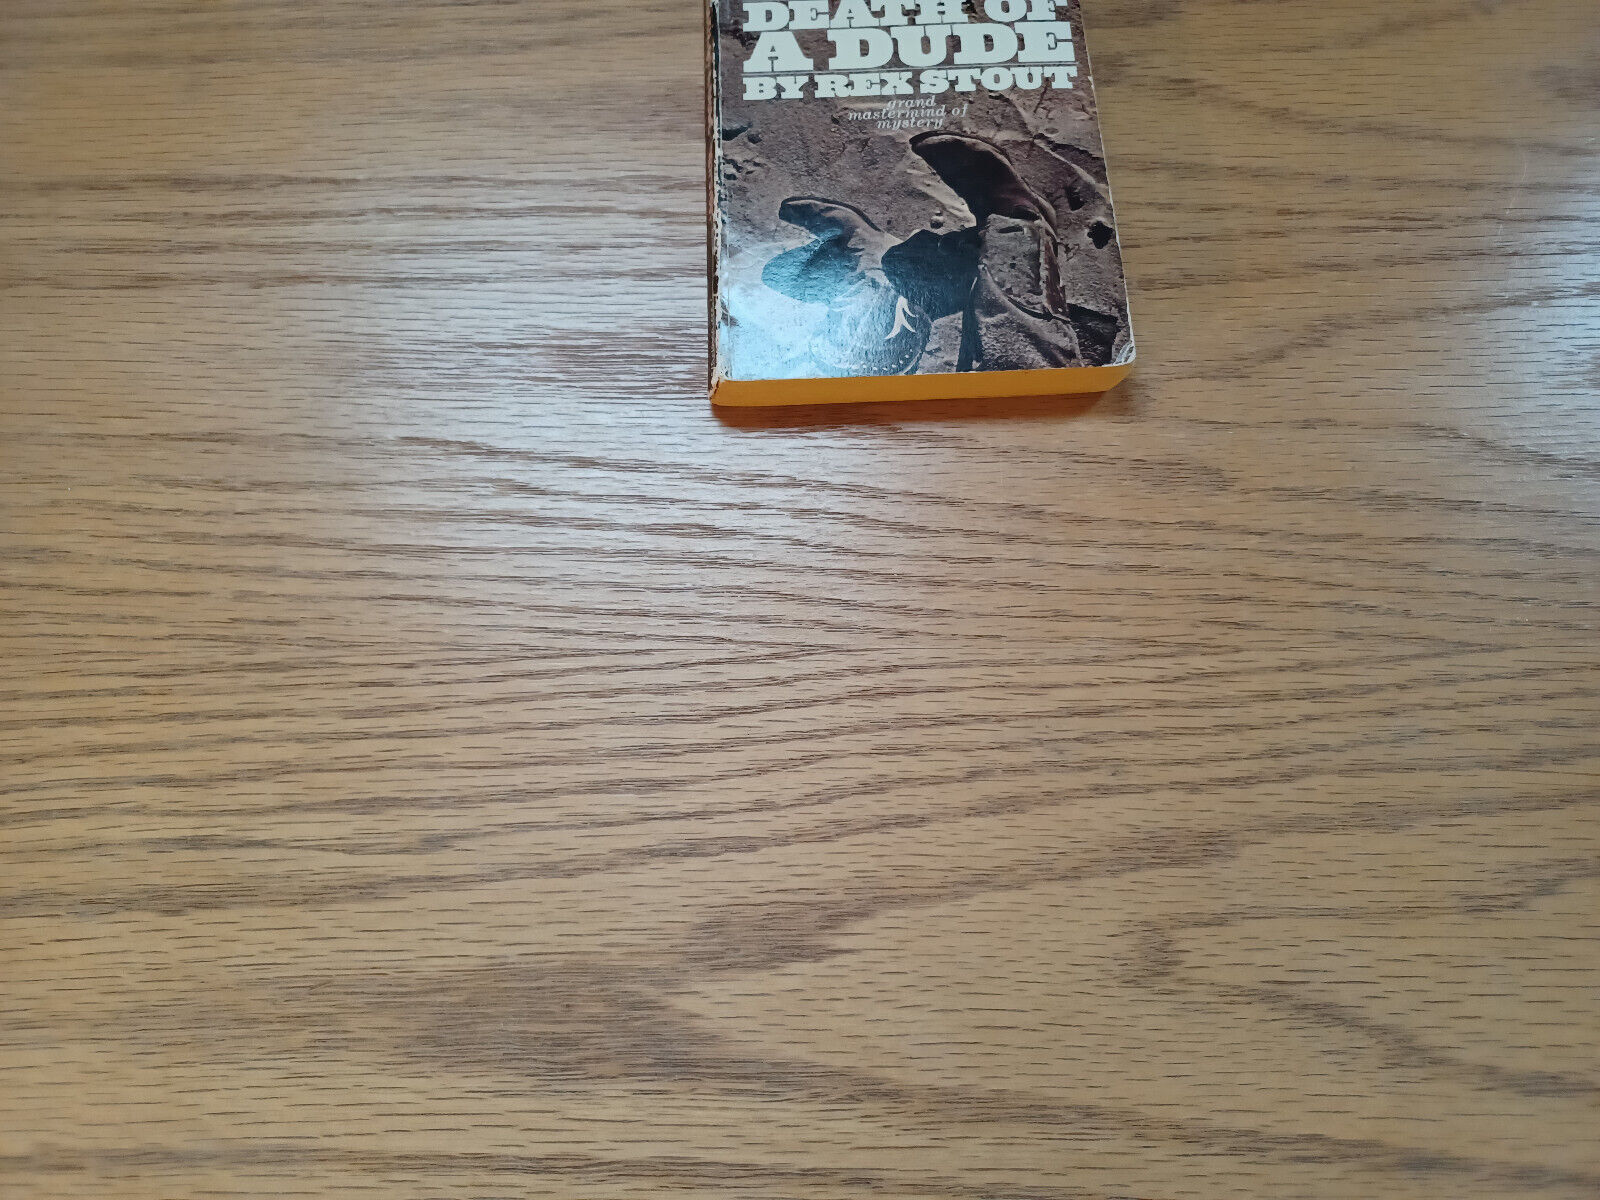 DEATH OF
A DUDE
BY REX STOUT
grand
mastermind of
mystery